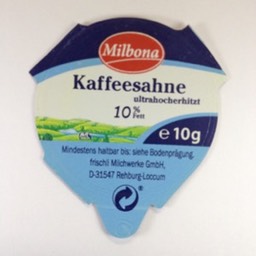 Milbona
Kaffeesahne
ultrahocherhitzt
10% Fett
e 10g
Mindestens haltbar bis: siehe Bodenprägung,
frischli Milchwerke GmbH,
D-31547 Rehburg-Loccum